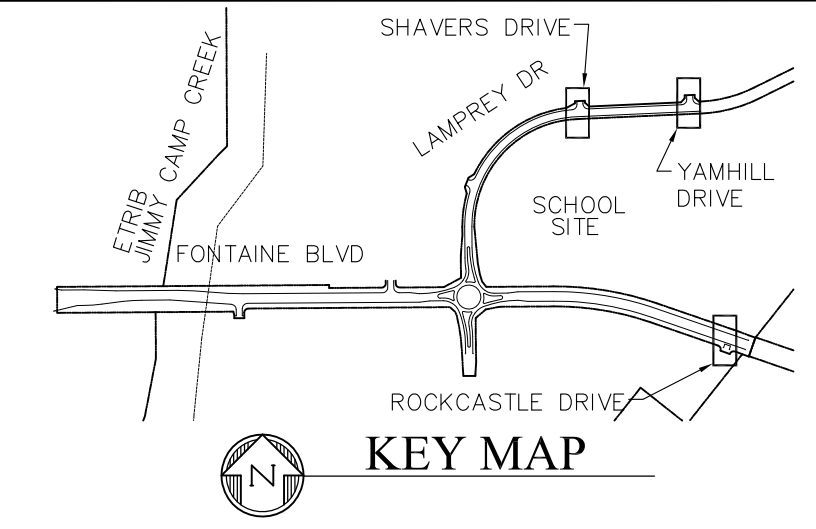 SHAVERS DRIVE
LAMPREY DR
YAMHILL
DRIVE
SCHOOL
SITE
ETRIB
JIMMY CAMP CREEK
FONTAINE BLVD
ROCKCASTLE DRIVE
N
KEY MAP